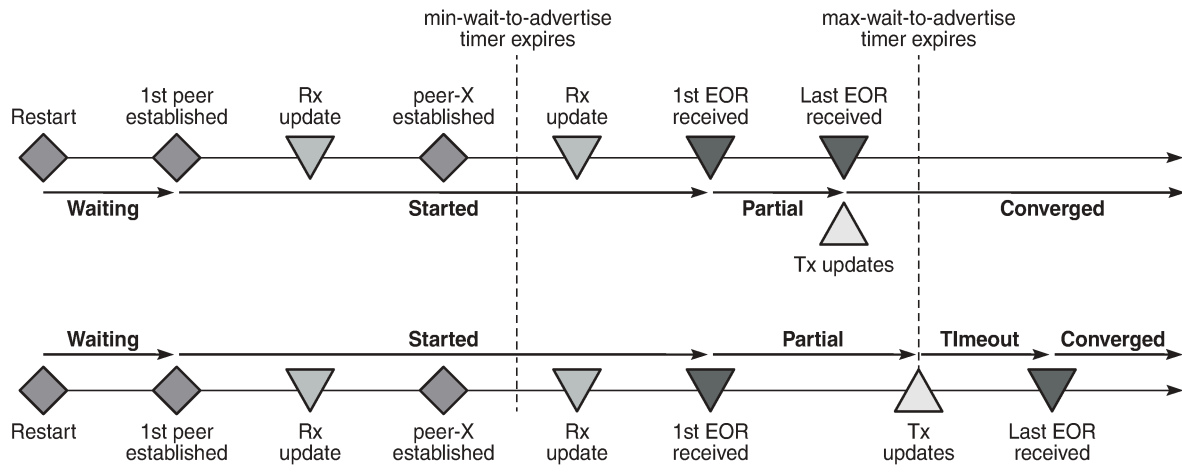 min-wait-to-advertise
timer expires
max-wait-to-advertise
timer expires
Restart
1st peer
established
Rx
update
peer-X
established
Rx
update
1st EOR
received
Last EOR
received
Waiting
Started
Partial
Converged
Tx updates
Waiting
Started
Partial
TImeout
Converged
Restart
1st peer
established
Rx
update
peer-X
established
Rx
update
1st EOR
received
Tx
updates
Last EOR
received